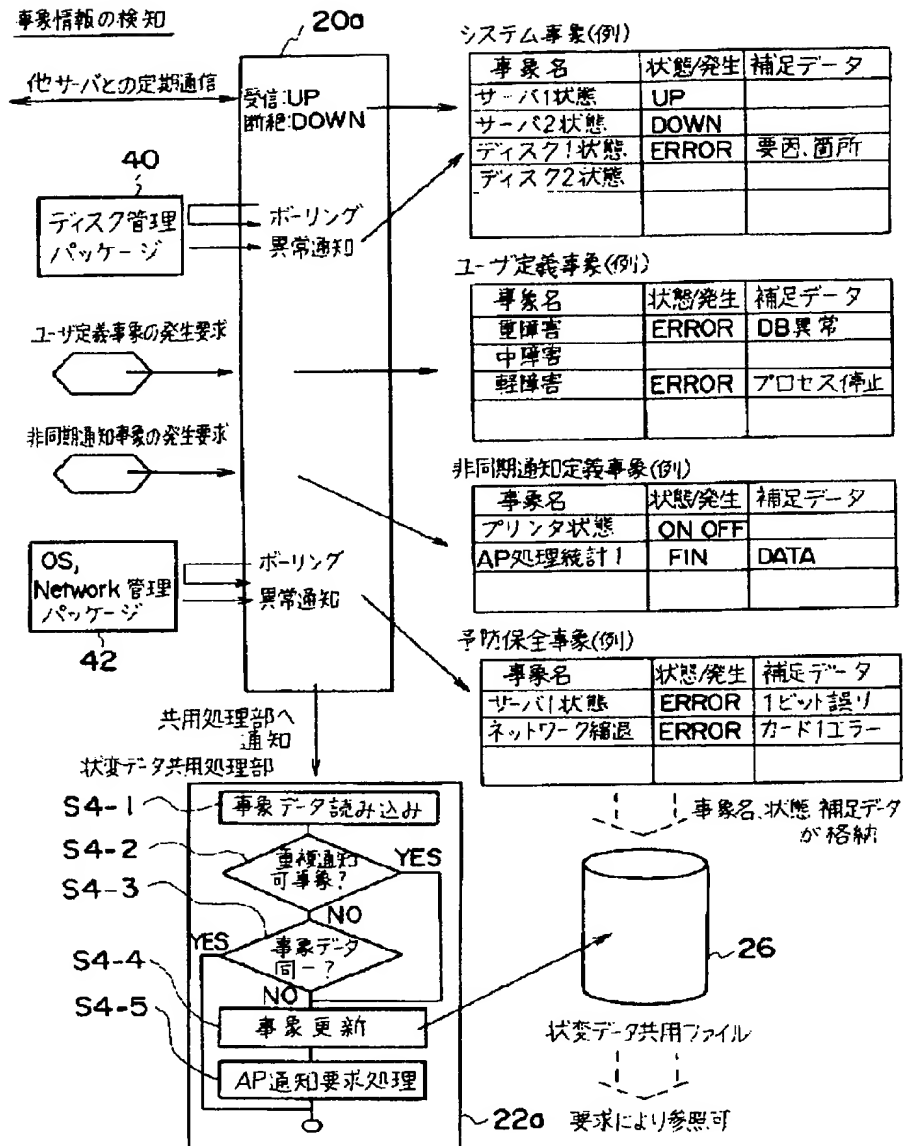 事象情報の検知
20a
他サーバとの定期通信
受信:UP
断絶:DOWN
40
ディスク管理
パッケージ
ポーリング
異常通知
ユーザ定義事象の発生要求
非同期通知事象の発生要求
OS,
Network管理
パッケージ
42
ポーリング
異常通知
システム事象(例)
事象名 状態/発生 補足データ
サーバ1状態 UP
サーバ2状態 DOWN
ディスク1状態 ERROR 要因、箇所
ディスク2状態
ユーザ定義事象(例)
事象名 状態/発生 補足データ
重障害 ERROR DB異常
中障害
軽障害 ERROR プロセス停止
非同期通知定義事象(例)
事象名 状態/発生 補足データ
プリンタ状態 ON OFF
AP処理統計1 FIN DATA
予防保全事象(例)
事象名 状態/発生 補足データ
サーバ1状態 ERROR 1ビット誤り
ネットワーク縮退 ERROR カード1エラー
事象名、状態 補足データ
が格納
26
状変データ共用ファイル
要求により参照可
共用処理部へ
通知
状変データ共用処理部
S4-1
事象データ読み込み
S4-2
重複通知
可事象?
YES
S4-3
NO
YES
事象データ
同一?
S4-4
NO
事象更新
S4-5
AP通知要求処理
22a